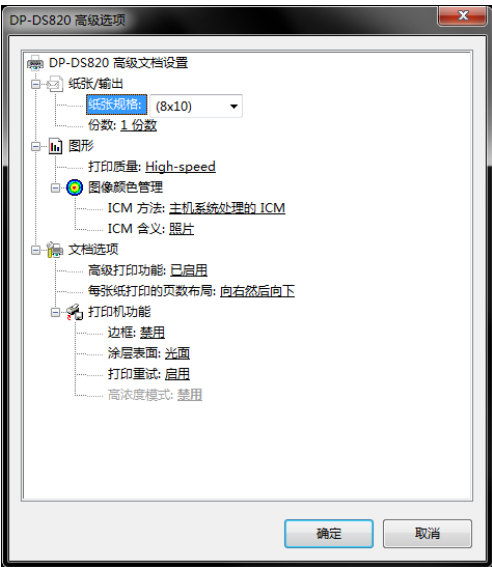 DP-DS820 高级选项
DP-DS820 高级文档设置
纸张/输出
纸张规格: (8x10)
份数: 1 份数
图形
打印质量: High-speed
图像颜色管理
ICM 方法: 主机系统处理的 ICM
ICM 含义: 照片
文档选项
高级打印功能: 已启用
每张纸打印的页数布局: 向右然后向下
打印机功能
边框: 禁用
涂层表面: 光面
打印重试: 启用
高浓度模式: 禁用
确定 取消